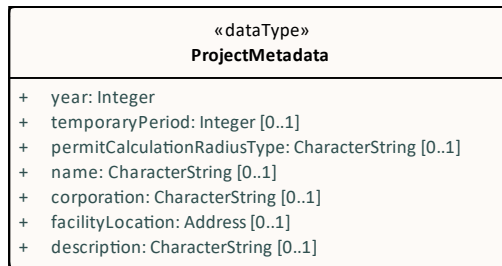 «dataType»
ProjectMetadata
+ year: Integer
+ temporaryPeriod: Integer [0..1]
+ permitCalculationRadiusType: CharacterString [0..1]
+ name: CharacterString [0..1]
+ corporation: CharacterString [0..1]
+ facilityLocation: Address [0..1]
+ description: CharacterString [0..1]